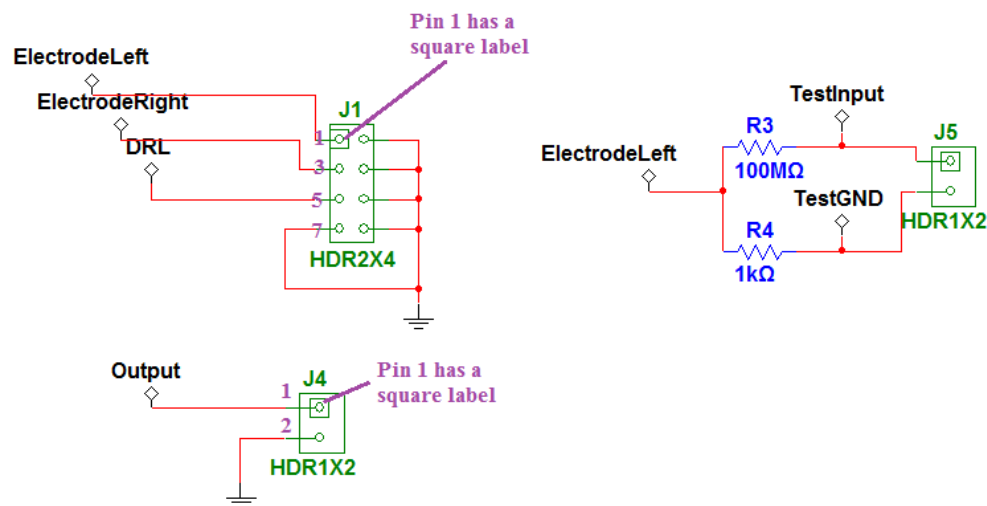 Pin 1 has a
square label
ElectrodeLeft
ElectrodeRight
DRL
J1
1
3
5
7
HDR2X4
ElectrodeLeft
TestInput
R3
100MΩ
J5
TestGND
HDR1X2
R4
1kΩ
Output
J4
Pin 1 has a
square label
1
2
HDR1X2